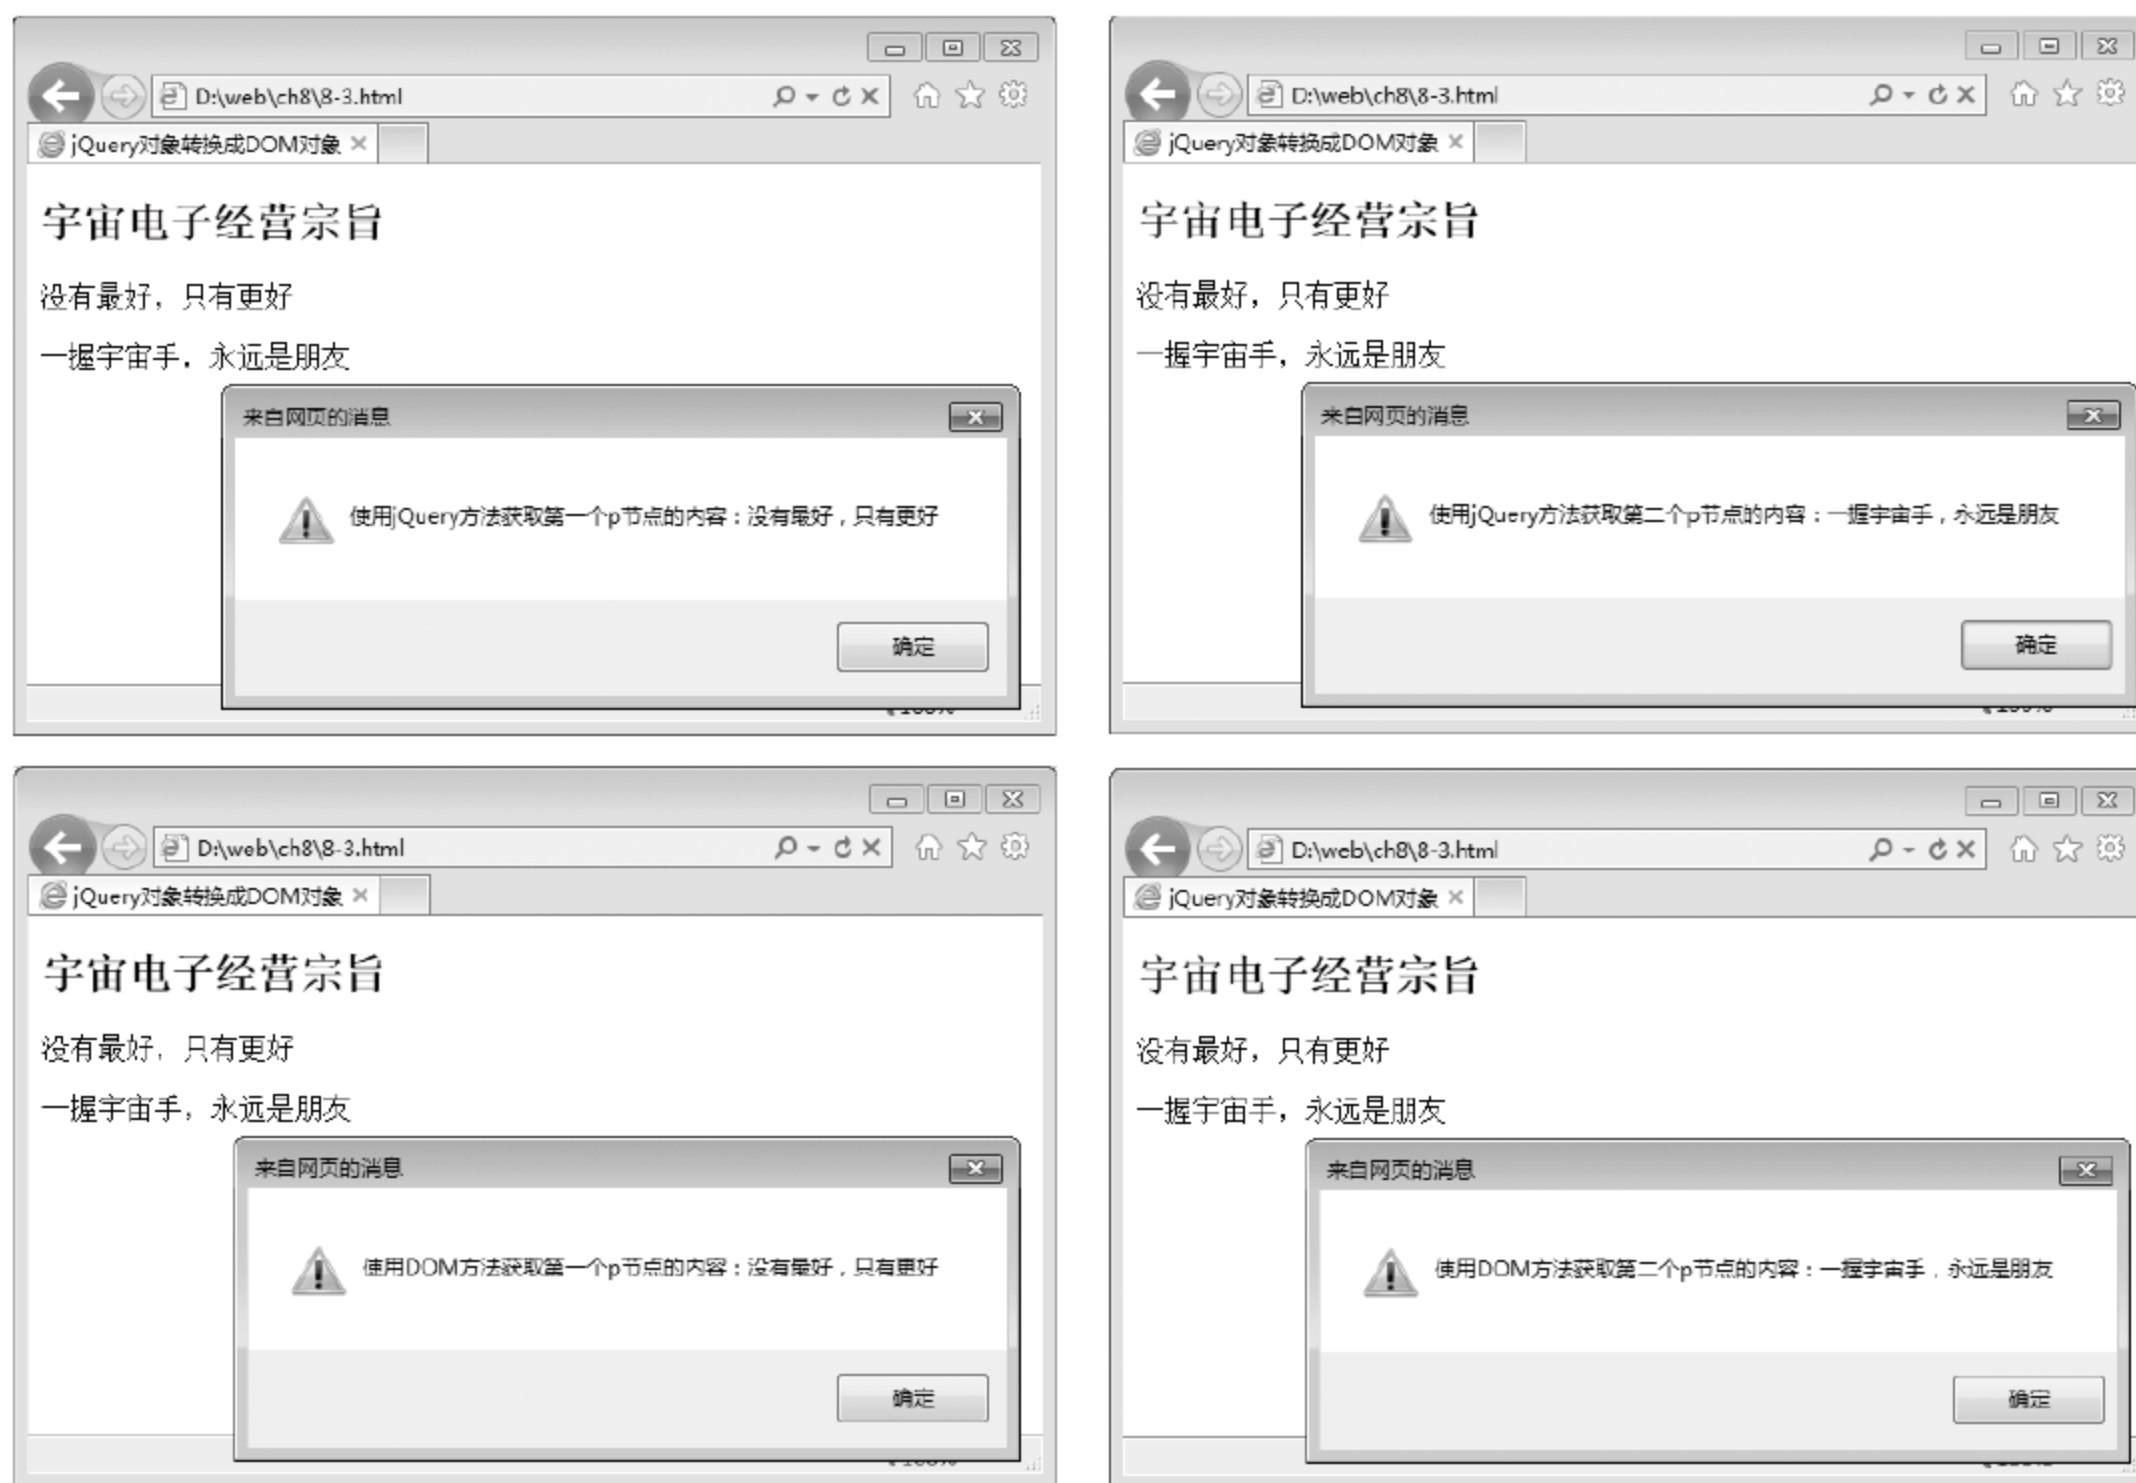 D:\web\ch8\8-3.html
jQuery对象转换成DOM对象
宇宙电子经营宗旨
没有最好，只有更好
一握宇宙手，永远是朋友
来自网页的消息
使用jQuery方法获取第一个p节点的内容：没有最好，只有更好
确定
D:\web\ch8\8-3.html
jQuery对象转换成DOM对象
宇宙电子经营宗旨
没有最好，只有更好
一握宇宙手，永远是朋友
来自网页的消息
使用jQuery方法获取第二个p节点的内容：一握宇宙手，永远是朋友
确定
D:\web\ch8\8-3.html
jQuery对象转换成DOM对象
宇宙电子经营宗旨
没有最好，只有更好
一握宇宙手，永远是朋友
来自网页的消息
使用DOM方法获取第一个p节点的内容：没有最好，只有更好
确定
D:\web\ch8\8-3.html
jQuery对象转换成DOM对象
宇宙电子经营宗旨
没有最好，只有更好
一握宇宙手，永远是朋友
来自网页的消息
使用DOM方法获取第二个p节点的内容：一握宇宙手，永远是朋友
确定